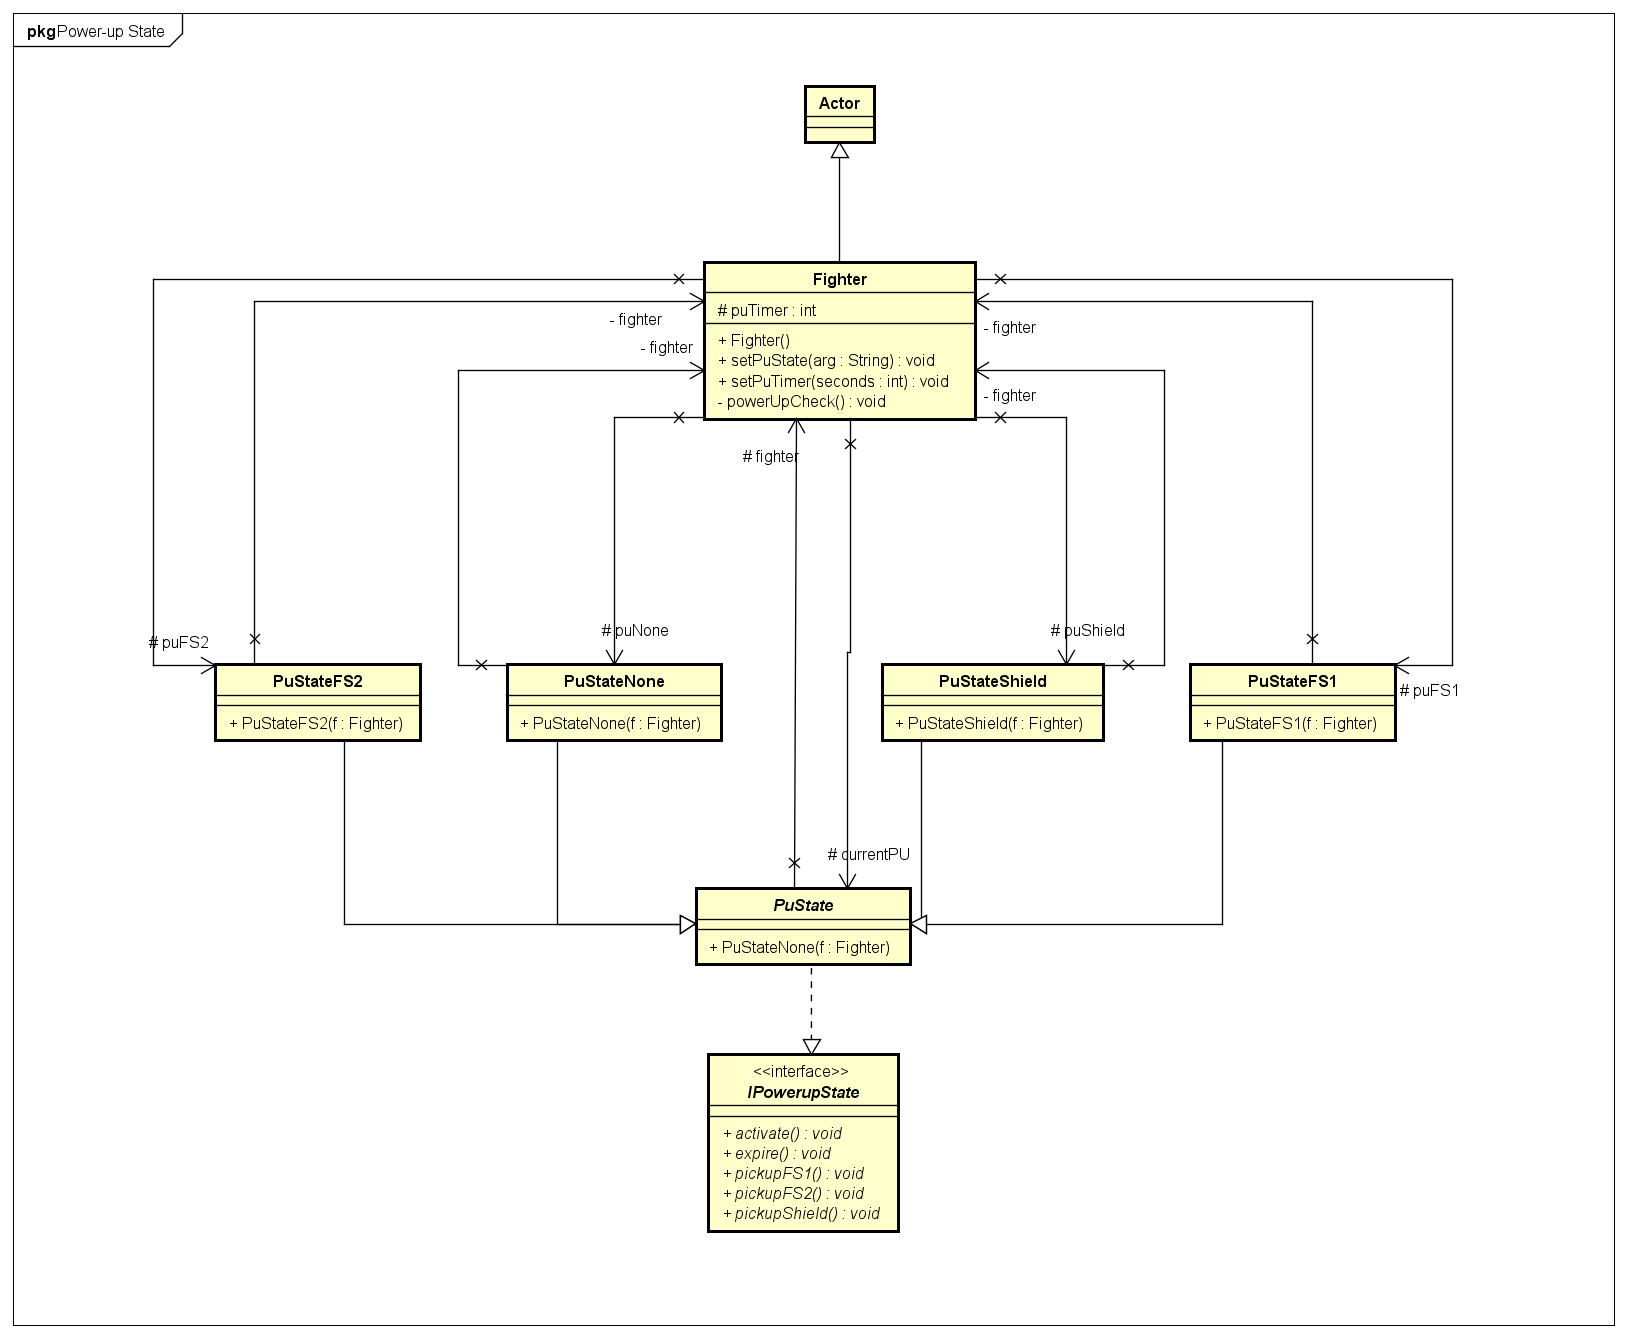 pkgPower-up State
Actor
Fighter
# puTimer : int
+ Fighter()
+ setPuState(arg : String) : void
+ setPuTimer(seconds : int) : void
- powerUpCheck() : void
- fighter
- fighter
- fighter
- fighter
# fighter
# puFS2
# puNone
# puShield
# puFS1
PuStateFS2
+ PuStateFS2(f : Fighter)
PuStateNone
+ PuStateNone(f : Fighter)
PuStateShield
+ PuStateShield(f : Fighter)
PuStateFS1
+ PuStateFS1(f : Fighter)
# currentPU
PuState
+ PuStateNone(f : Fighter)
<<interface>>
IPowerupState
+ activate() : void
+ expire() : void
+ pickupFS1() : void
+ pickupFS2() : void
+ pickupShield() : void